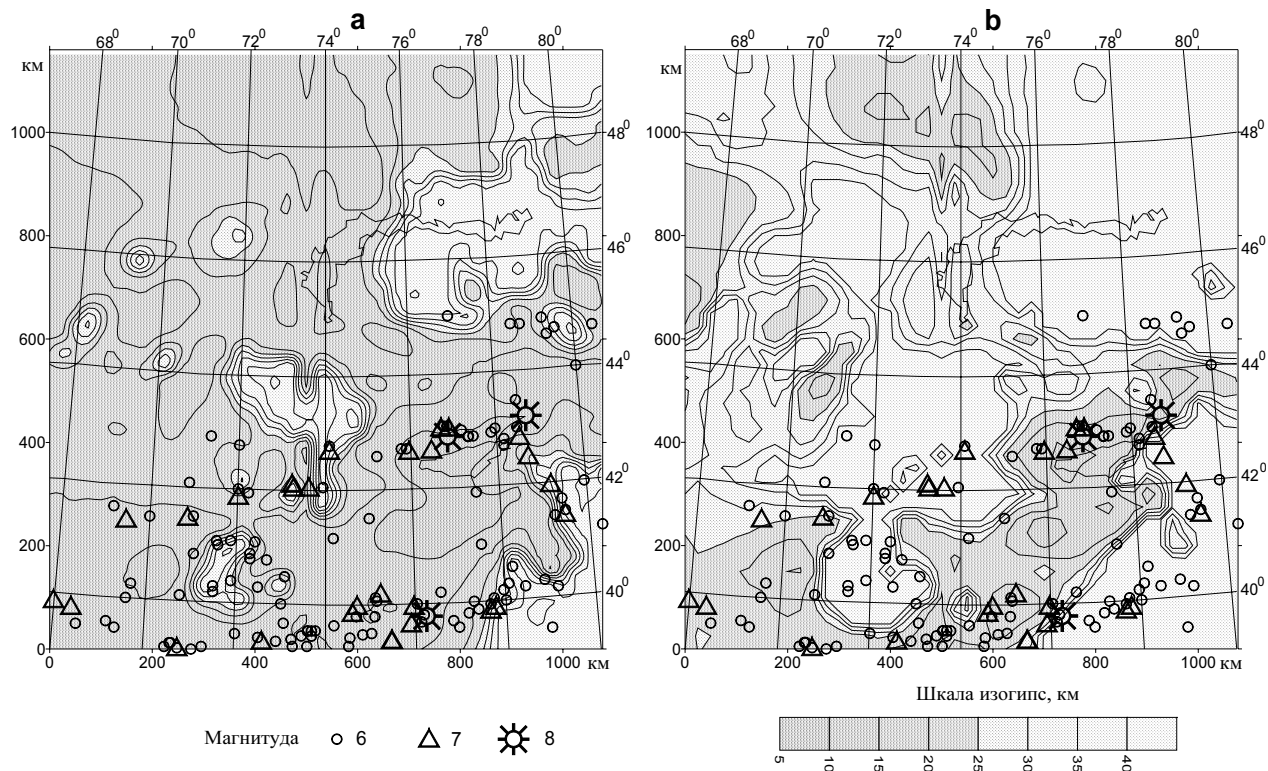 a b
68⁰ 70⁰ 72⁰ 74⁰ 76⁰ 78⁰ 80⁰ 68⁰ 70⁰ 72⁰ 74⁰ 76⁰ 78⁰ 80⁰
км км
1000 48⁰ 1000 48⁰
800 46⁰ 800 46⁰
600 600
44⁰ 44⁰
400 400
42⁰ 42⁰
200 200
40⁰ 40⁰
0 0
0 200 400 600 800 1000 км 0 200 400 600 800 1000 км
Шкала изогипс, км
Магнитуда 6 7 8
5 10 15 20 25 30 35 40